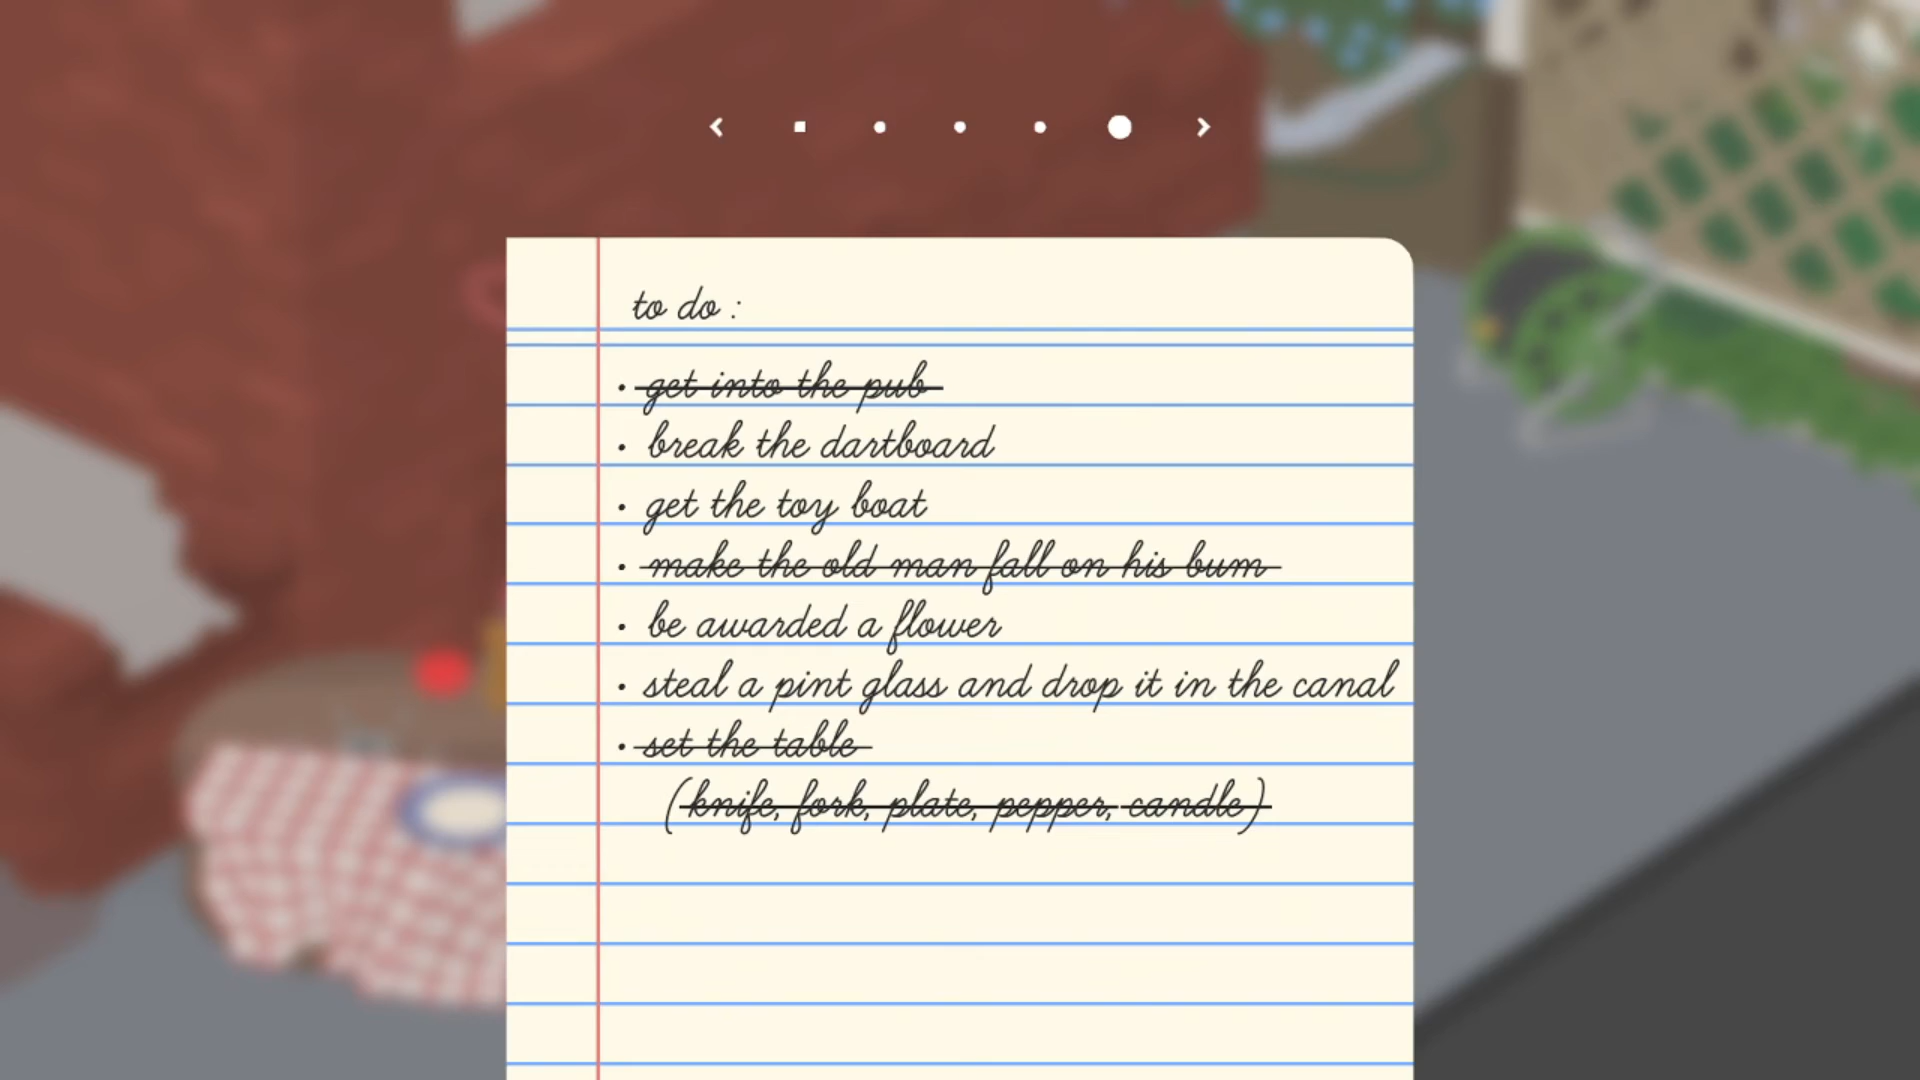 to do :
• get into the pub
• break the dartboard
• get the toy boat
• make the old man fall on his bum
• be awarded a flower
• steal a pint glass and drop it in the canal
• set the table
(knife, fork, plate, pepper, candle)